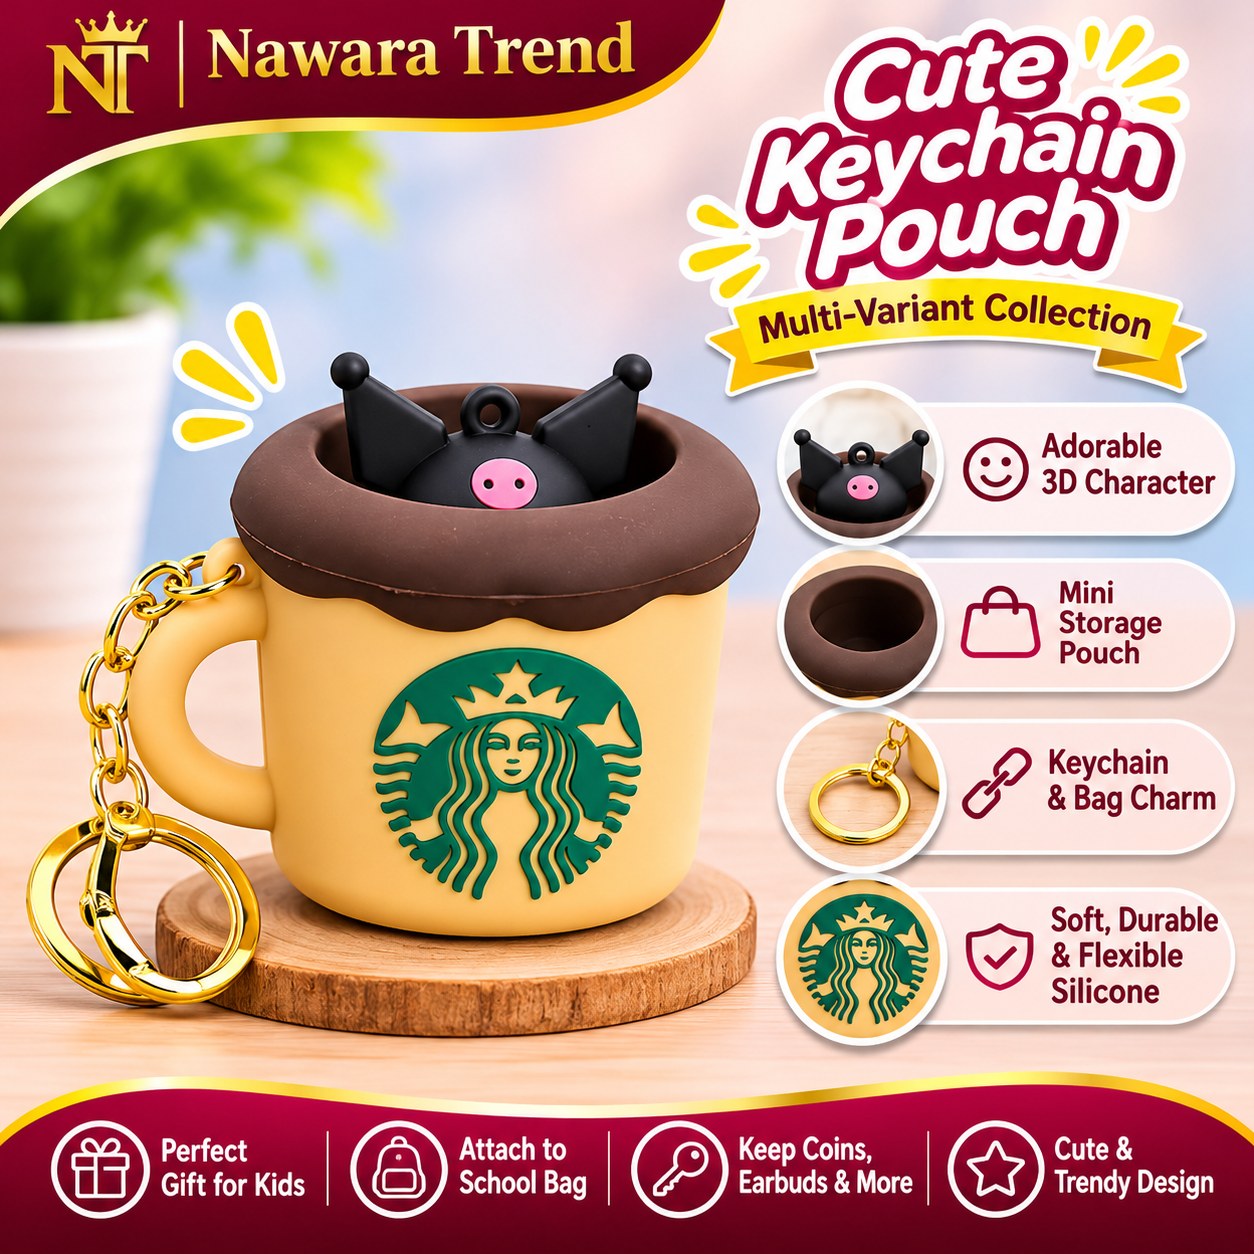 NT
Nawara Trend
Cute
Keychain
Pouch
Multi-Variant Collection
Adorable
3D Character
Mini
Storage
Pouch
Keychain
& Bag Charm
Soft, Durable
& Flexible
Silicone
Perfect
Gift for Kids
Attach to
School Bag
Keep Coins,
Earbuds & More
Cute &
Trendy Design